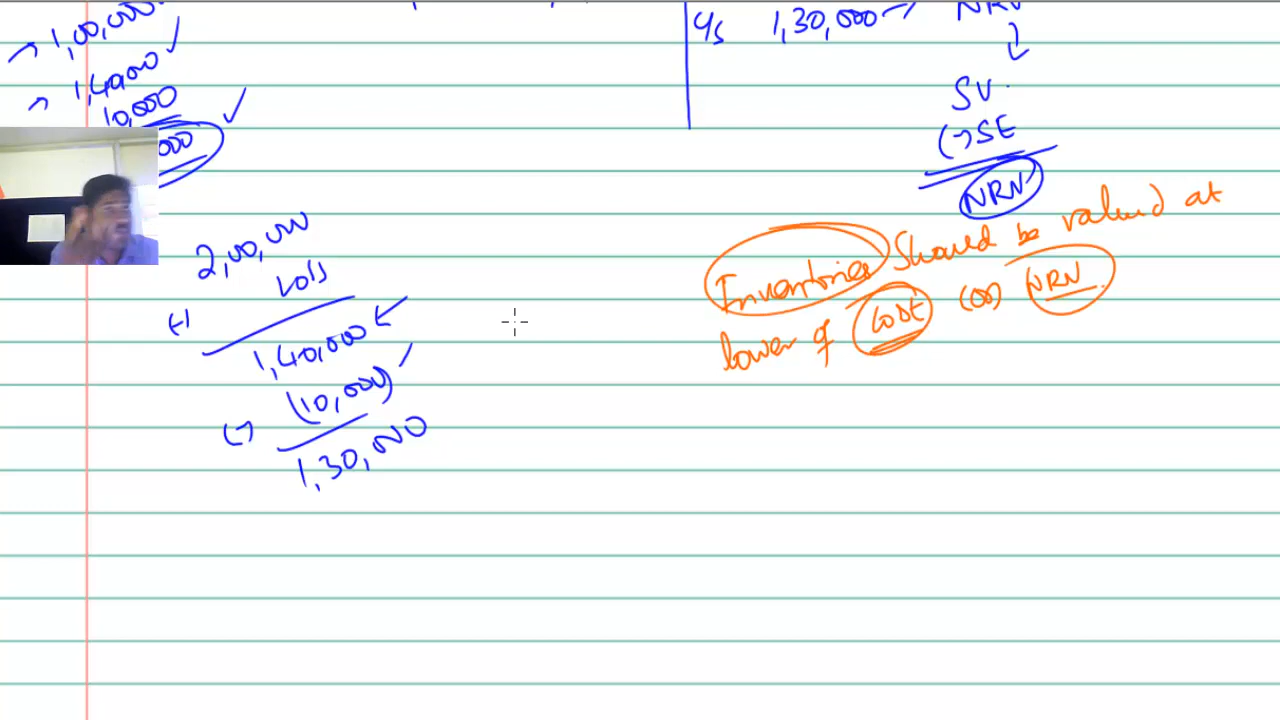 1,00,000
1,40,000
10,000
000
C/S 1,30,000 → NRV
SV
(-) SE
NRV
2,00,000
(-) Loss
1,40,000
(-) (10,000)
1,30,000
Inventories should be valued at
lower of cost (or) NRV.